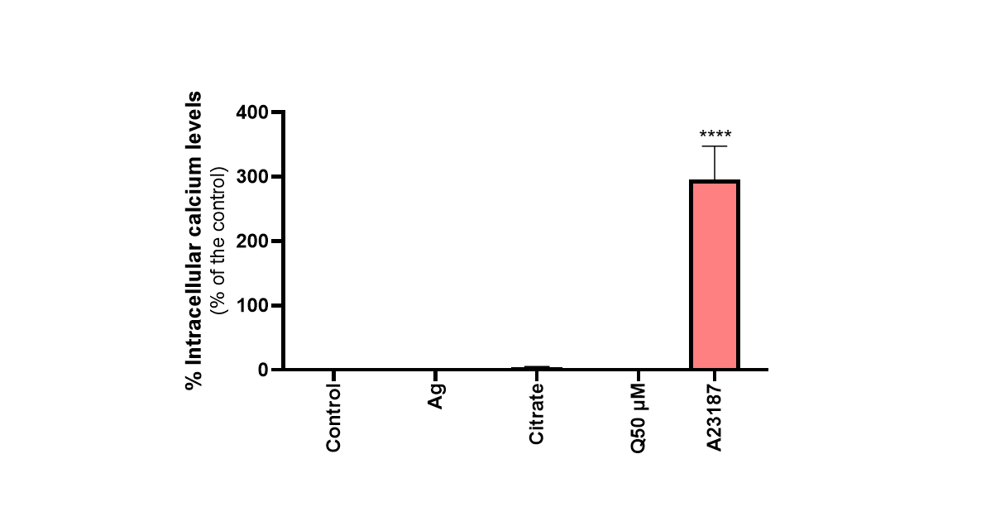 % Intracellular calcium levels
(% of the control)
400
300
200
100
0
****
Control
Ag
Citrate
Q50 µM
A23187